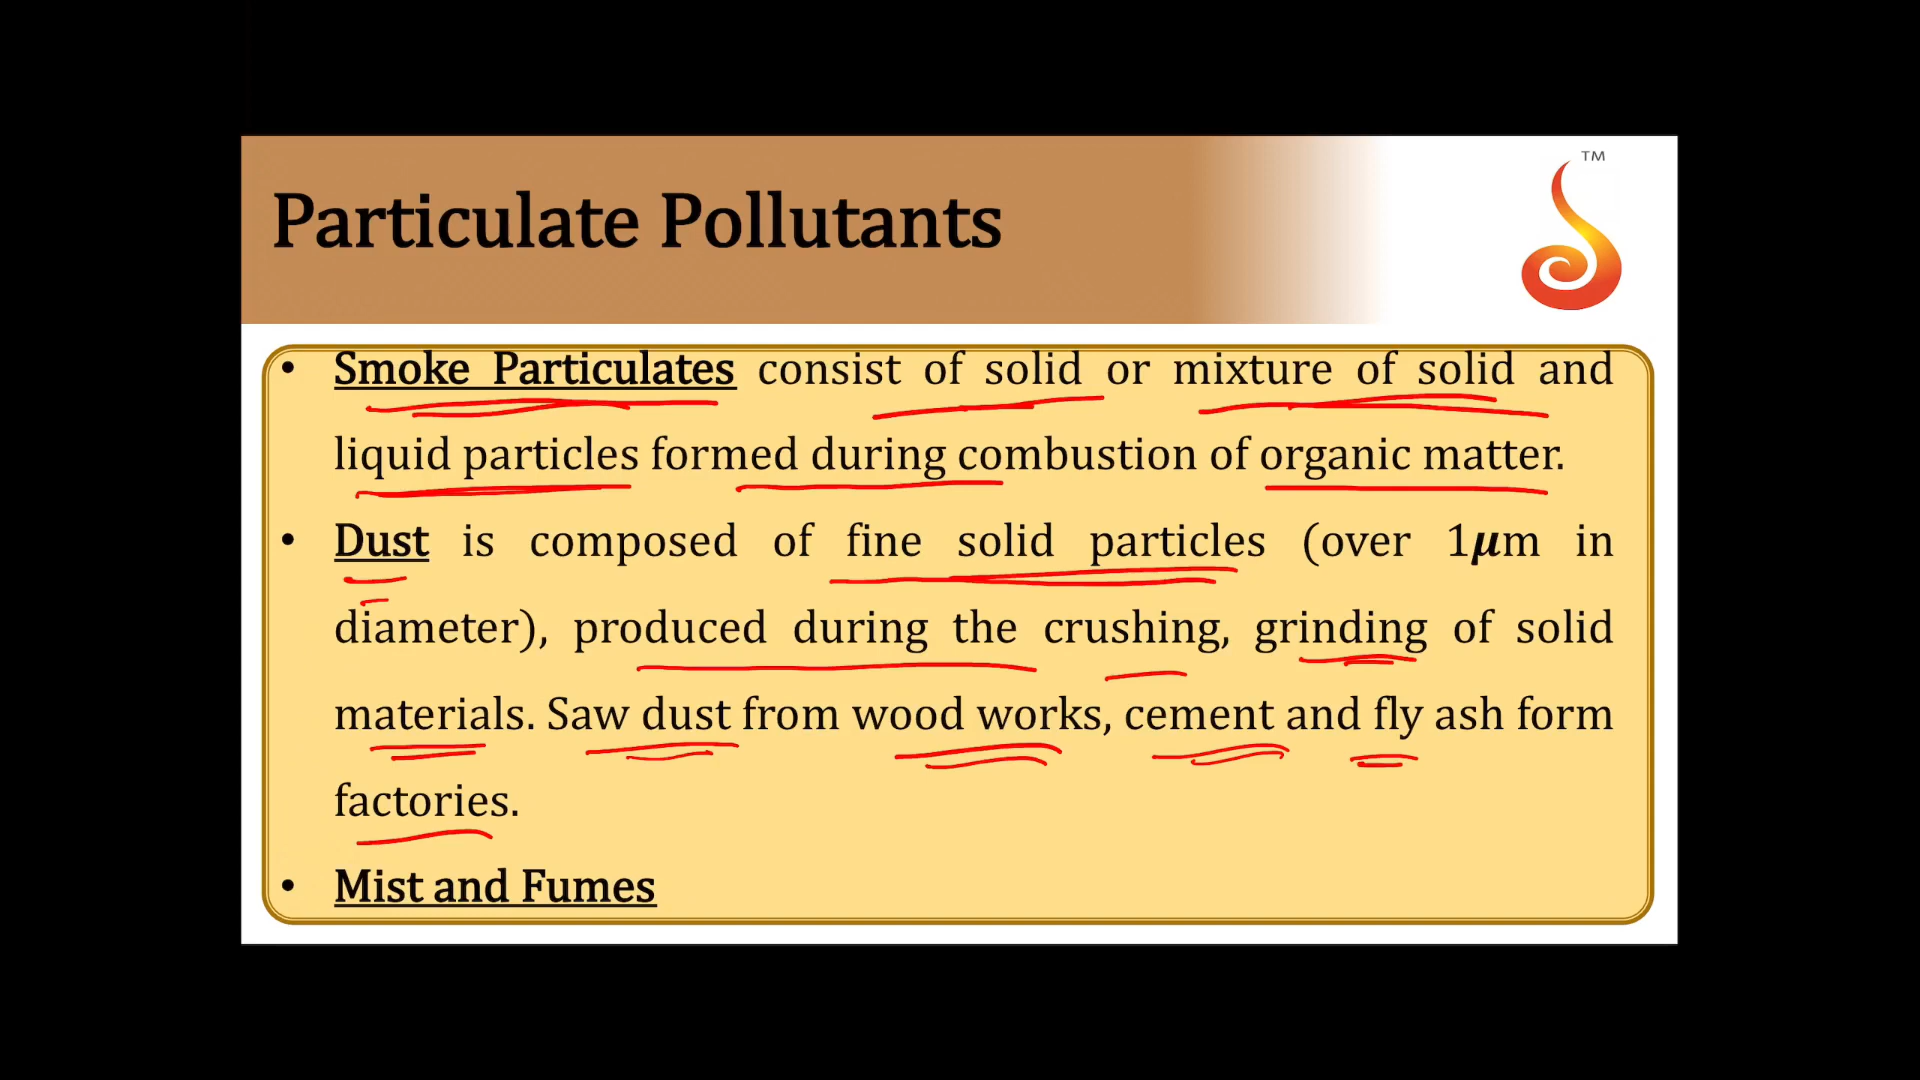 TM
Particulate Pollutants
• Smoke Particulates consist of solid or mixture of solid and
liquid particles formed during combustion of organic matter.
• Dust is composed of fine solid particles (over 1μm in
diameter), produced during the crushing, grinding of solid
materials. Saw dust from wood works, cement and fly ash form
factories.
• Mist and Fumes